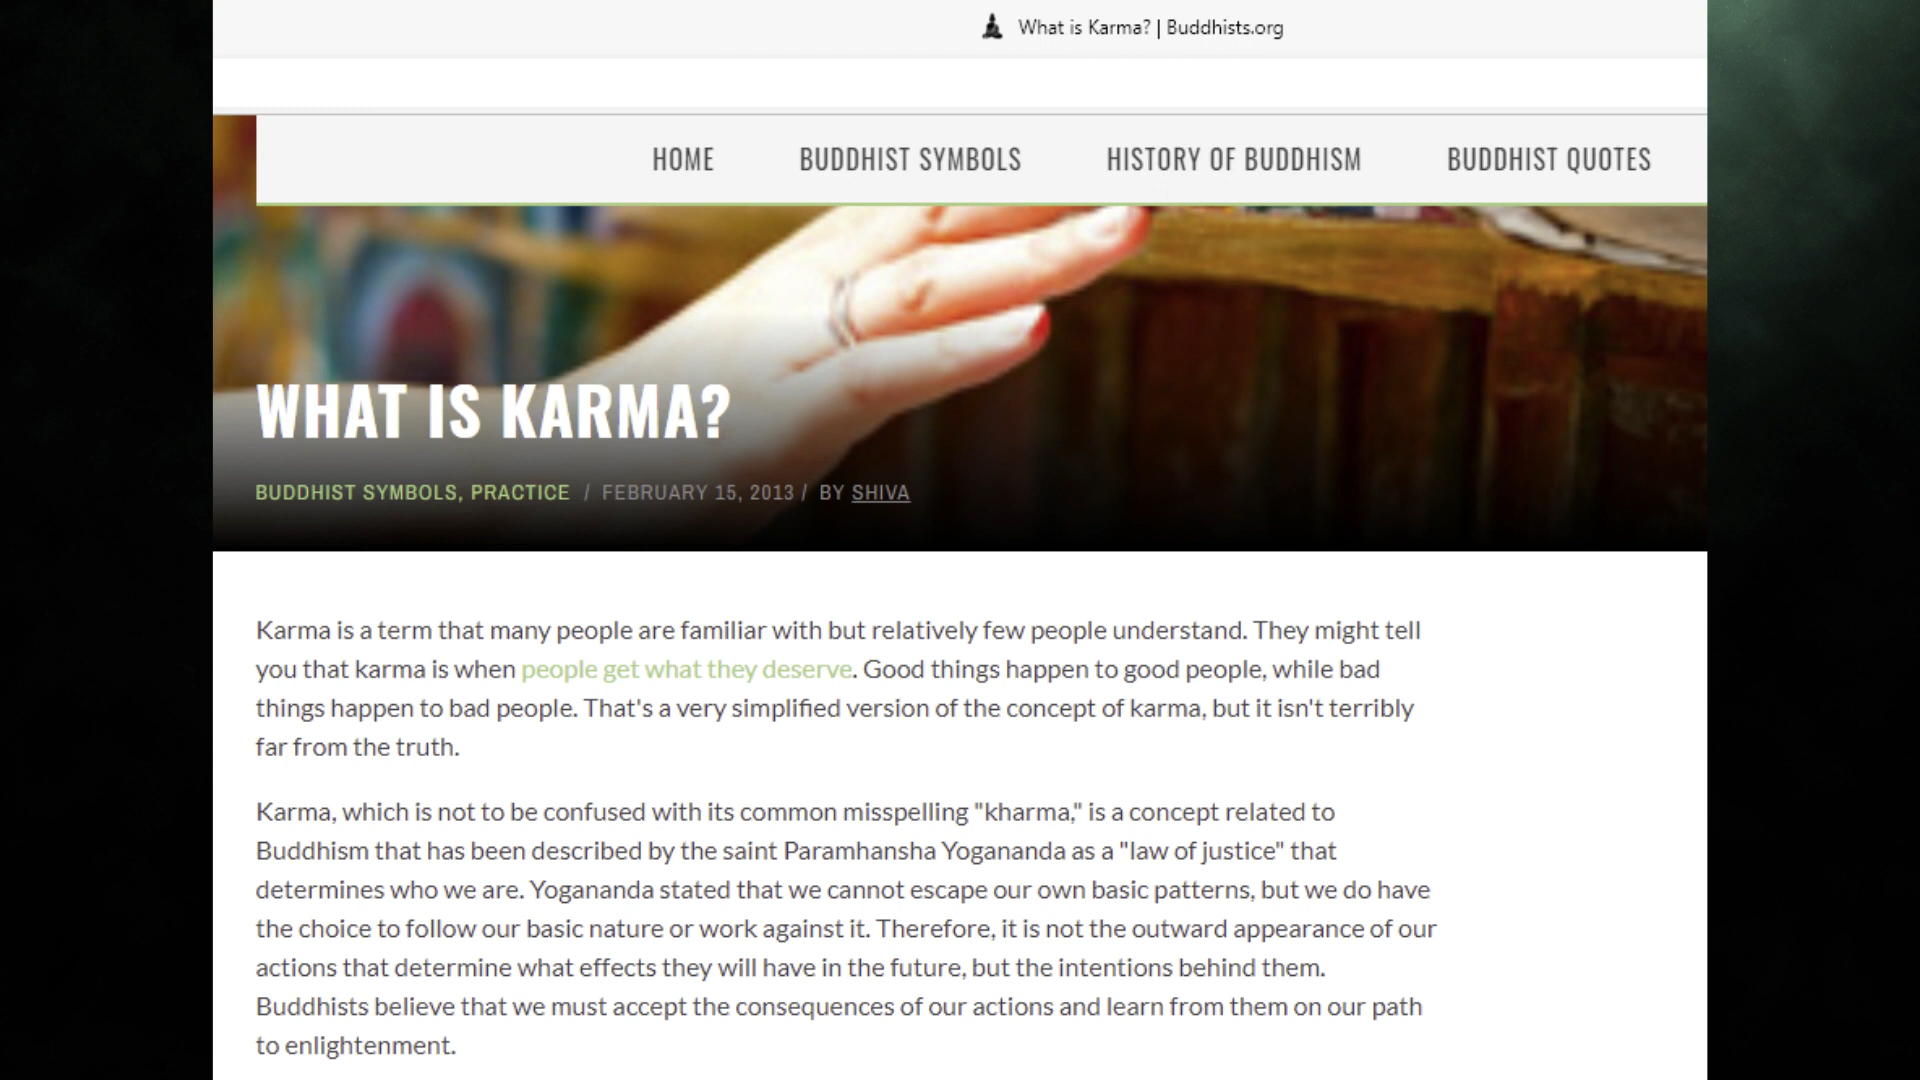 What is Karma? | Buddhists.org
HOME BUDDHIST SYMBOLS HISTORY OF BUDDHISM BUDDHIST QUOTES
WHAT IS KARMA?
BUDDHIST SYMBOLS, PRACTICE / FEBRUARY 15, 2013 / BY SHIVA
Karma is a term that many people are familiar with but relatively few people understand. They might tell
you that karma is when people get what they deserve. Good things happen to good people, while bad
things happen to bad people. That's a very simplified version of the concept of karma, but it isn't terribly
far from the truth.
Karma, which is not to be confused with its common misspelling "kharma," is a concept related to
Buddhism that has been described by the saint Paramhansha Yogananda as a "law of justice" that
determines who we are. Yogananda stated that we cannot escape our own basic patterns, but we do have
the choice to follow our basic nature or work against it. Therefore, it is not the outward appearance of our
actions that determine what effects they will have in the future, but the intentions behind them.
Buddhists believe that we must accept the consequences of our actions and learn from them on our path
to enlightenment.